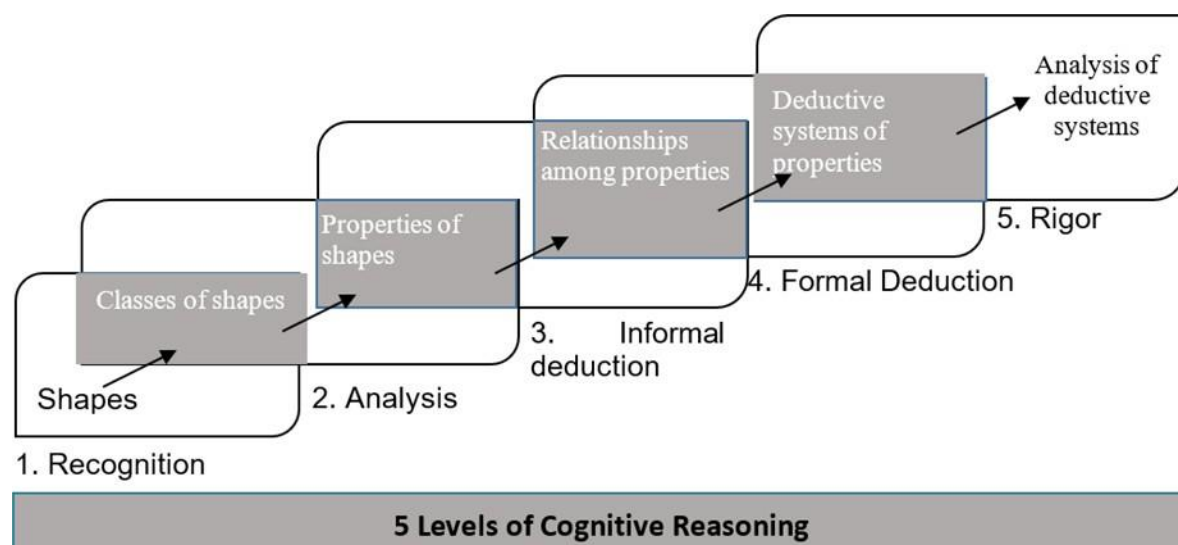 Shapes
Classes of shapes
1. Recognition
Properties of
shapes
2. Analysis
Relationships
among properties
3. Informal
deduction
Deductive
systems of
properties
4. Formal Deduction
Analysis of
deductive
systems
5. Rigor
5 Levels of Cognitive Reasoning